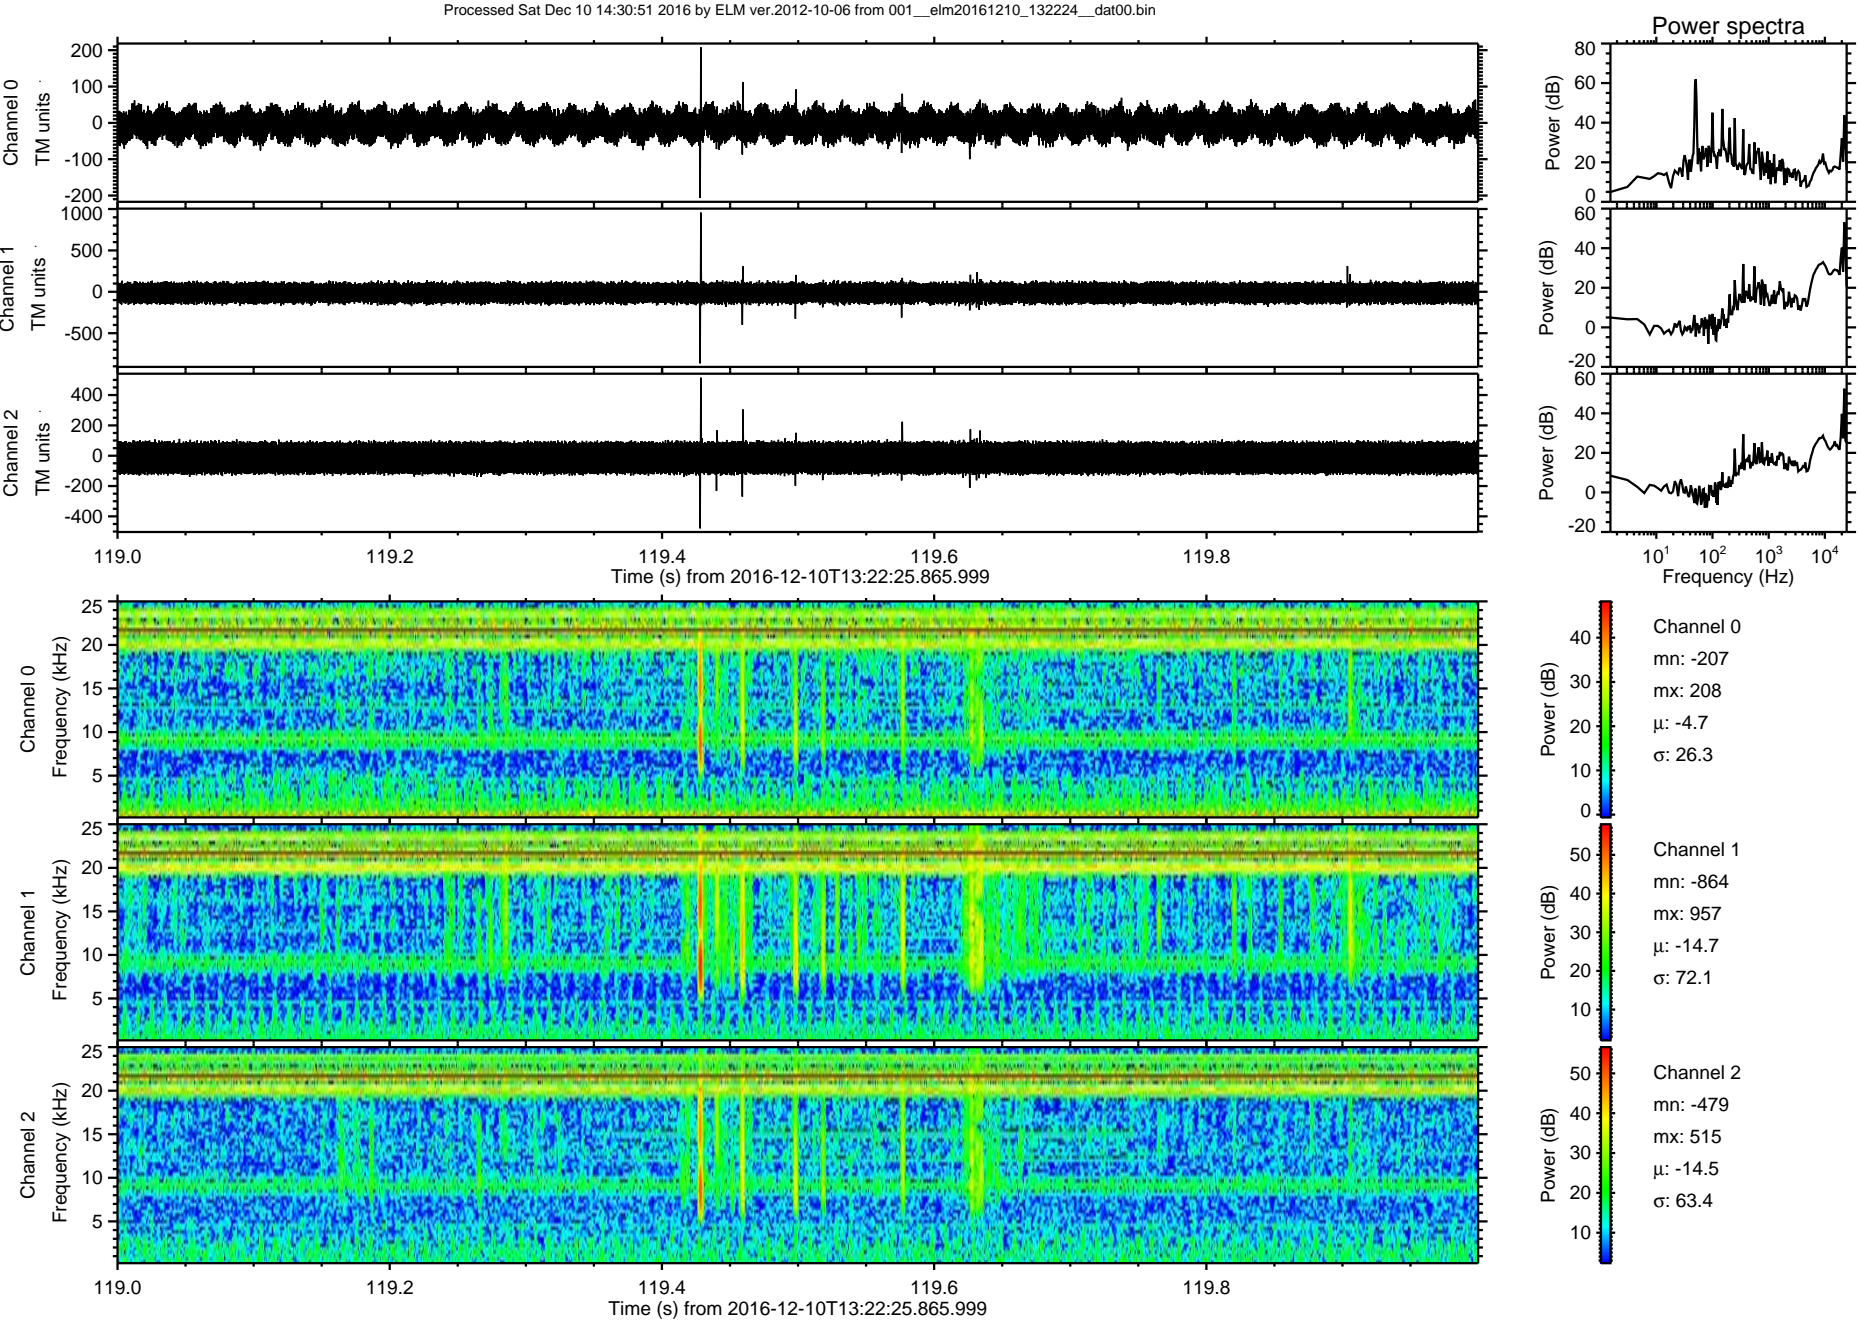 Processed Sat Dec 10 14:30:51 2016 by ELM ver.2012-10-06 from 001__elm20161210_132224__dat00.bin
Power spectra
Channel 0
TM units
200
100
0
-100
-200
Power (dB)
80
60
40
20
0
Channel 1
TM units
1000
500
0
-500
Power (dB)
60
40
20
0
-20
Channel 2
TM units
400
200
0
-200
-400
Power (dB)
60
40
20
0
-20
119.0 119.2 119.4 119.6 119.8
Time (s) from 2016-12-10T13:22:25.865.999
10¹ 10² 10³ 10⁴
Frequency (Hz)
Channel 0
Frequency (kHz)
25
20
15
10
5
Power (dB)
40
30
20
10
0
Channel 0
mn: -207
mx: 208
μ: -4.7
σ: 26.3
Channel 1
Frequency (kHz)
25
20
15
10
5
Power (dB)
50
40
30
20
10
Channel 1
mn: -864
mx: 957
μ: -14.7
σ: 72.1
Channel 2
Frequency (kHz)
25
20
15
10
5
Power (dB)
50
40
30
20
10
Channel 2
mn: -479
mx: 515
μ: -14.5
σ: 63.4
119.0 119.2 119.4 119.6 119.8
Time (s) from 2016-12-10T13:22:25.865.999